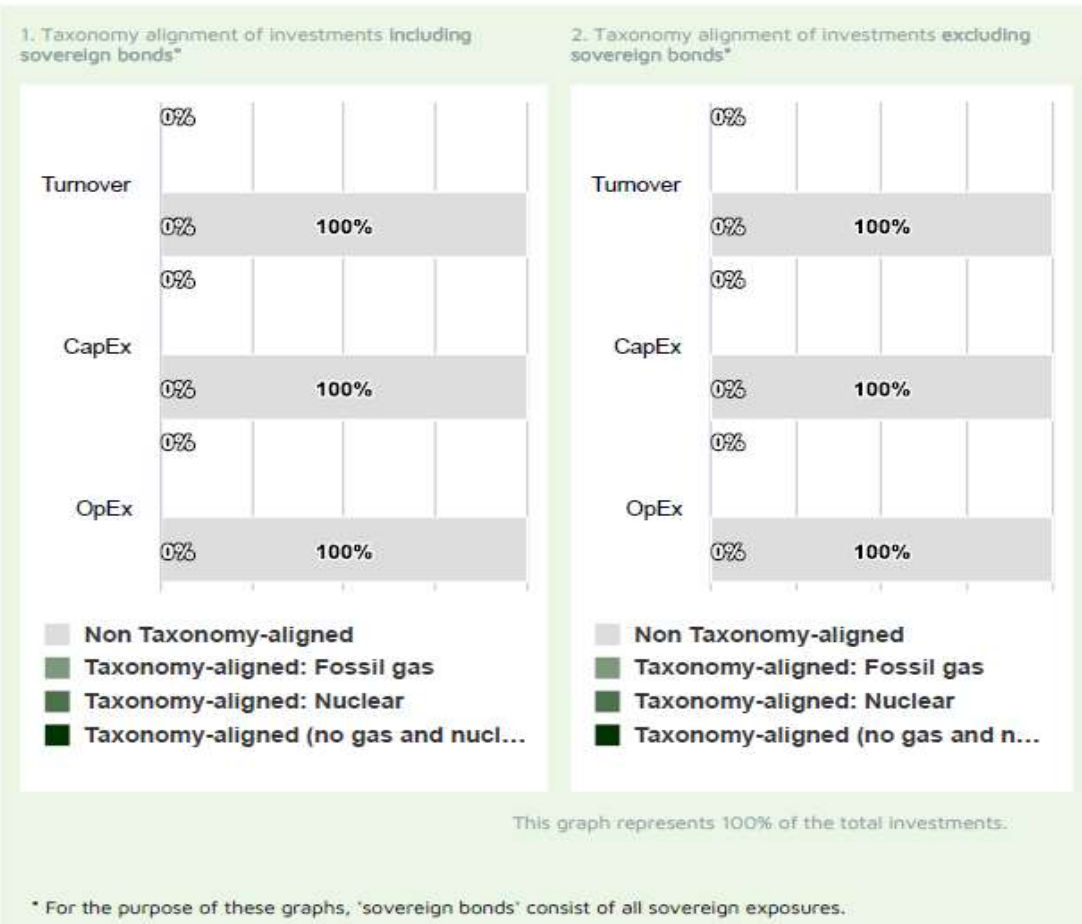 1. Taxonomy alignment of investments including
sovereign bonds*
0%
Turnover
0% 100%
0%
CapEx
0% 100%
0%
OpEx
0% 100%
Non Taxonomy-aligned
Taxonomy-aligned: Fossil gas
Taxonomy-aligned: Nuclear
Taxonomy-aligned (no gas and nucl...
2. Taxonomy alignment of investments excluding
sovereign bonds*
0%
Turnover
0% 100%
0%
CapEx
0% 100%
0%
OpEx
0% 100%
Non Taxonomy-aligned
Taxonomy-aligned: Fossil gas
Taxonomy-aligned: Nuclear
Taxonomy-aligned (no gas and n...
This graph represents 100% of the total investments.
* For the purpose of these graphs, 'sovereign bonds' consist of all sovereign exposures.